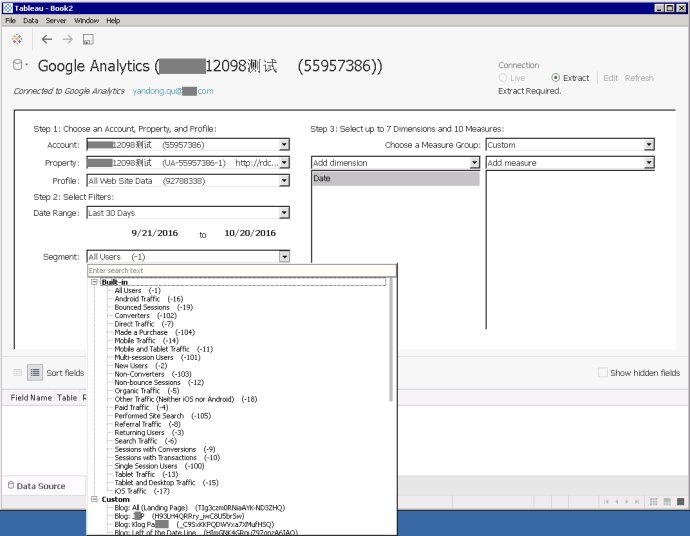 Tableau - Book2
File Data Server Window Help
Google Analytics (12098测试 (55957386))
Connection
Live Extract Edit Refresh
Connected to Google Analytics yandong.qu@ com
Extract Required.
Step 1: Choose an Account, Property, and Profile:
Account: 12098测试 (55957386)
Property: 12098测试 (UA-55957386-1) http://rdc...
Profile: All Web Site Data (92788338)
Step 2: Select Filters:
Date Range: Last 30 Days
9/21/2016 to 10/20/2016
Segment: All Users (-1)
Step 3: Select up to 7 Dimensions and 10 Measures:
Choose a Measure Group: Custom
Add dimension Add measure
Date
Enter search text
Built-in
All Users (-1)
Android Traffic (-16)
Bounced Sessions (-19)
Converters (-102)
Direct Traffic (-7)
Made a Purchase (-104)
Mobile Traffic (-14)
Mobile and Tablet Traffic (-11)
Multi-session Users (-101)
New Users (-2)
Non-Converters (-103)
Non-bounce Sessions (-12)
Organic Traffic (-5)
Other Traffic (Neither iOS nor Android) (-18)
Paid Traffic (-4)
Performed Site Search (-105)
Referral Traffic (-8)
Returning Users (-3)
Search Traffic (-6)
Sessions with Conversions (-9)
Sessions with Transactions (-10)
Single Session Users (-100)
Tablet Traffic (-13)
Tablet and Desktop Traffic (-15)
iOS Traffic (-17)
Custom
Blog: All (Landing Page) (TIg3czm0RNiaAYK-ND3ZHQ)
Blog: J P (H93LH4QRRry_iwC8U5brSw)
Blog: Klog Pa (_C9SxKKPQDWVxa7XMufHSQ)
Blog: Left of the Date Line
Sort fields Show hidden fields
Field Name Table
Data Source